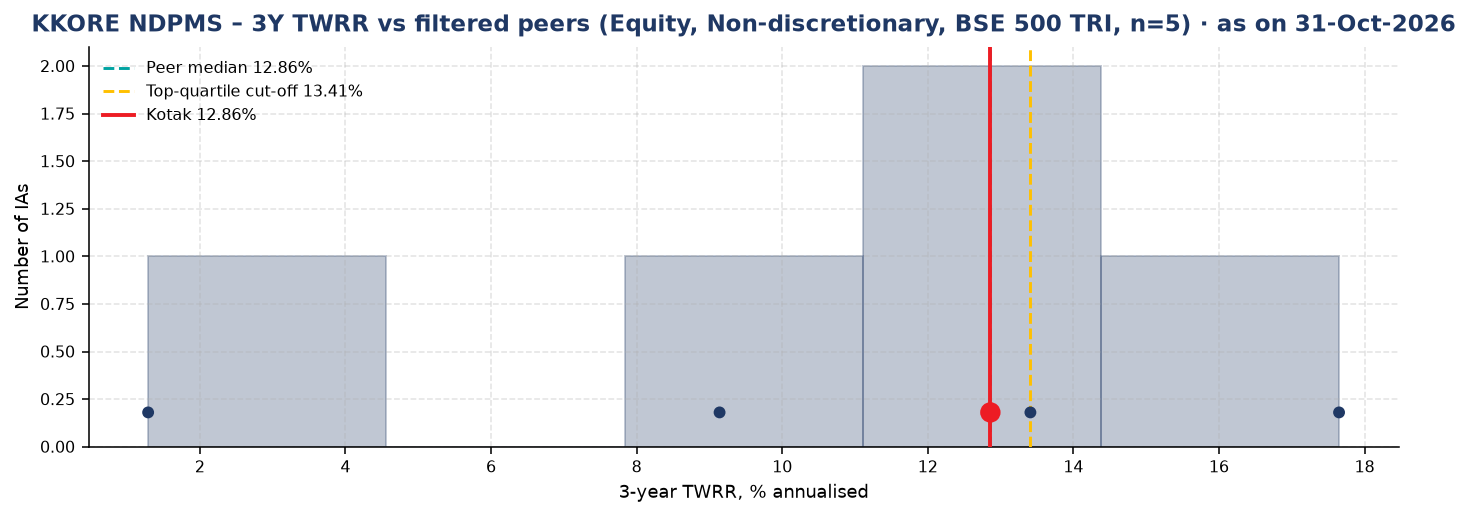 KKORE NDPMS – 3Y TWRR vs filtered peers (Equity, Non-discretionary, BSE 500 TRI, n=5) · as on 31-Oct-2026
Peer median 12.86%
Top-quartile cut-off 13.41%
Kotak 12.86%
Number of IAs
2.00
1.75
1.50
1.25
1.00
0.75
0.50
0.25
0.00
2 4 6 8 10 12 14 16 18
3-year TWRR, % annualised